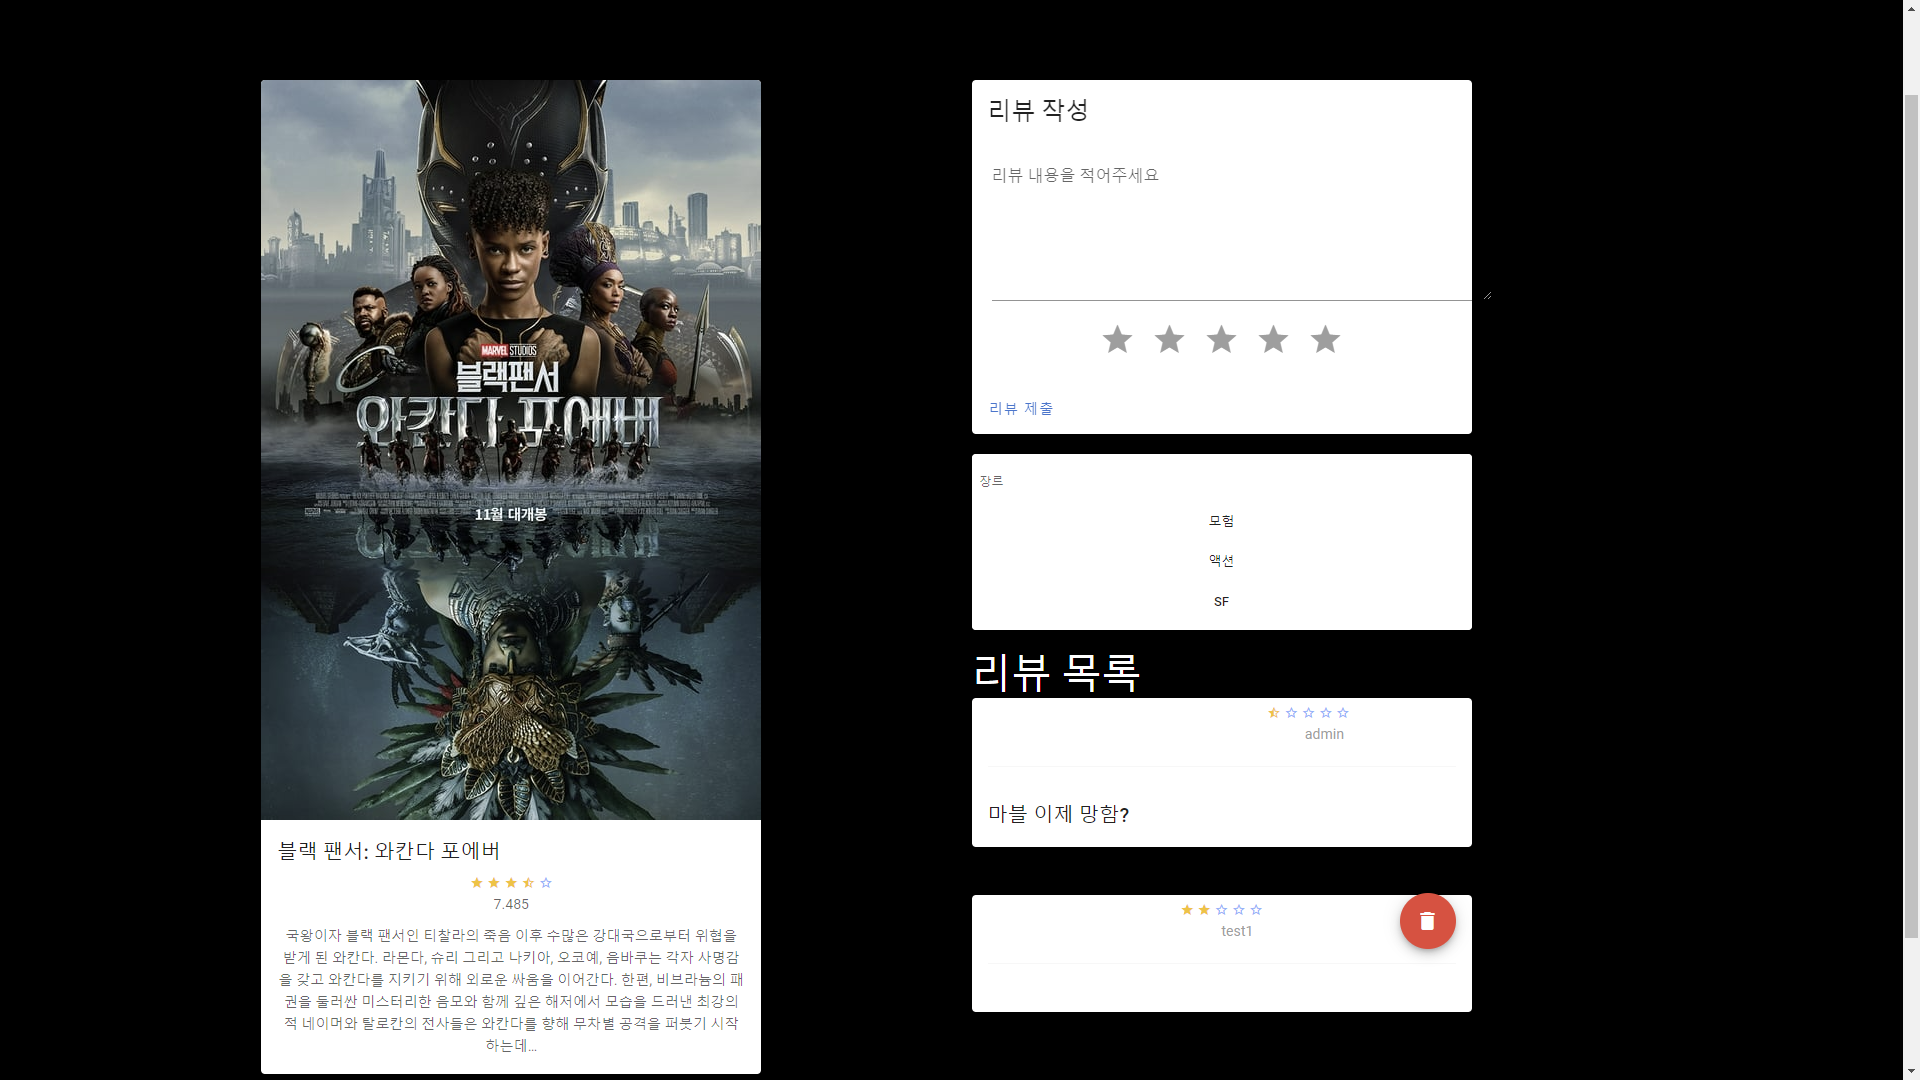 MARVEL STUDIOS
블랙팬서
와칸다 포에버
11월 대개봉
블랙 팬서: 와칸다 포에버
7.485
국왕이자 블랙 팬서인 티찰라의 죽음 이후 수많은 강대국으로부터 위협을
받게 된 와칸다. 라몬다, 슈리 그리고 나키아, 오코예, 음바쿠는 각자 사명감
을 갖고 와칸다를 지키기 위해 외로운 싸움을 이어간다. 한편, 비브라늄의 패
권을 둘러싼 미스터리한 음모와 함께 깊은 해저에서 모습을 드러낸 최강의
적 네이머와 탈로칸의 전사들은 와칸다를 향해 무차별 공격을 퍼붓기 시작
하는데…
리뷰 작성
리뷰 내용을 적어주세요
리뷰 제출
장르
모험
액션
SF
리뷰 목록
admin
마블 이제 망함?
test1